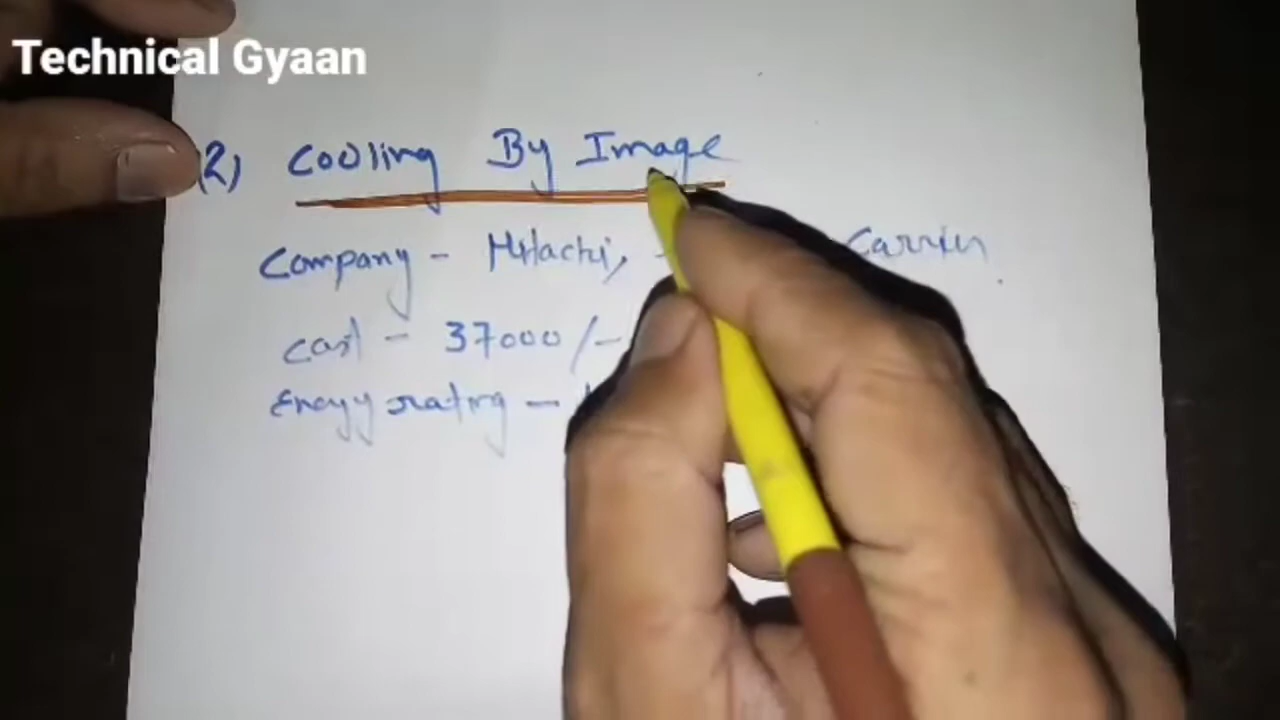 Technical Gyaan
(2) Cooling By Image
Company - Hitachi, Carrier
Cost - 37000/-
Energy rating -